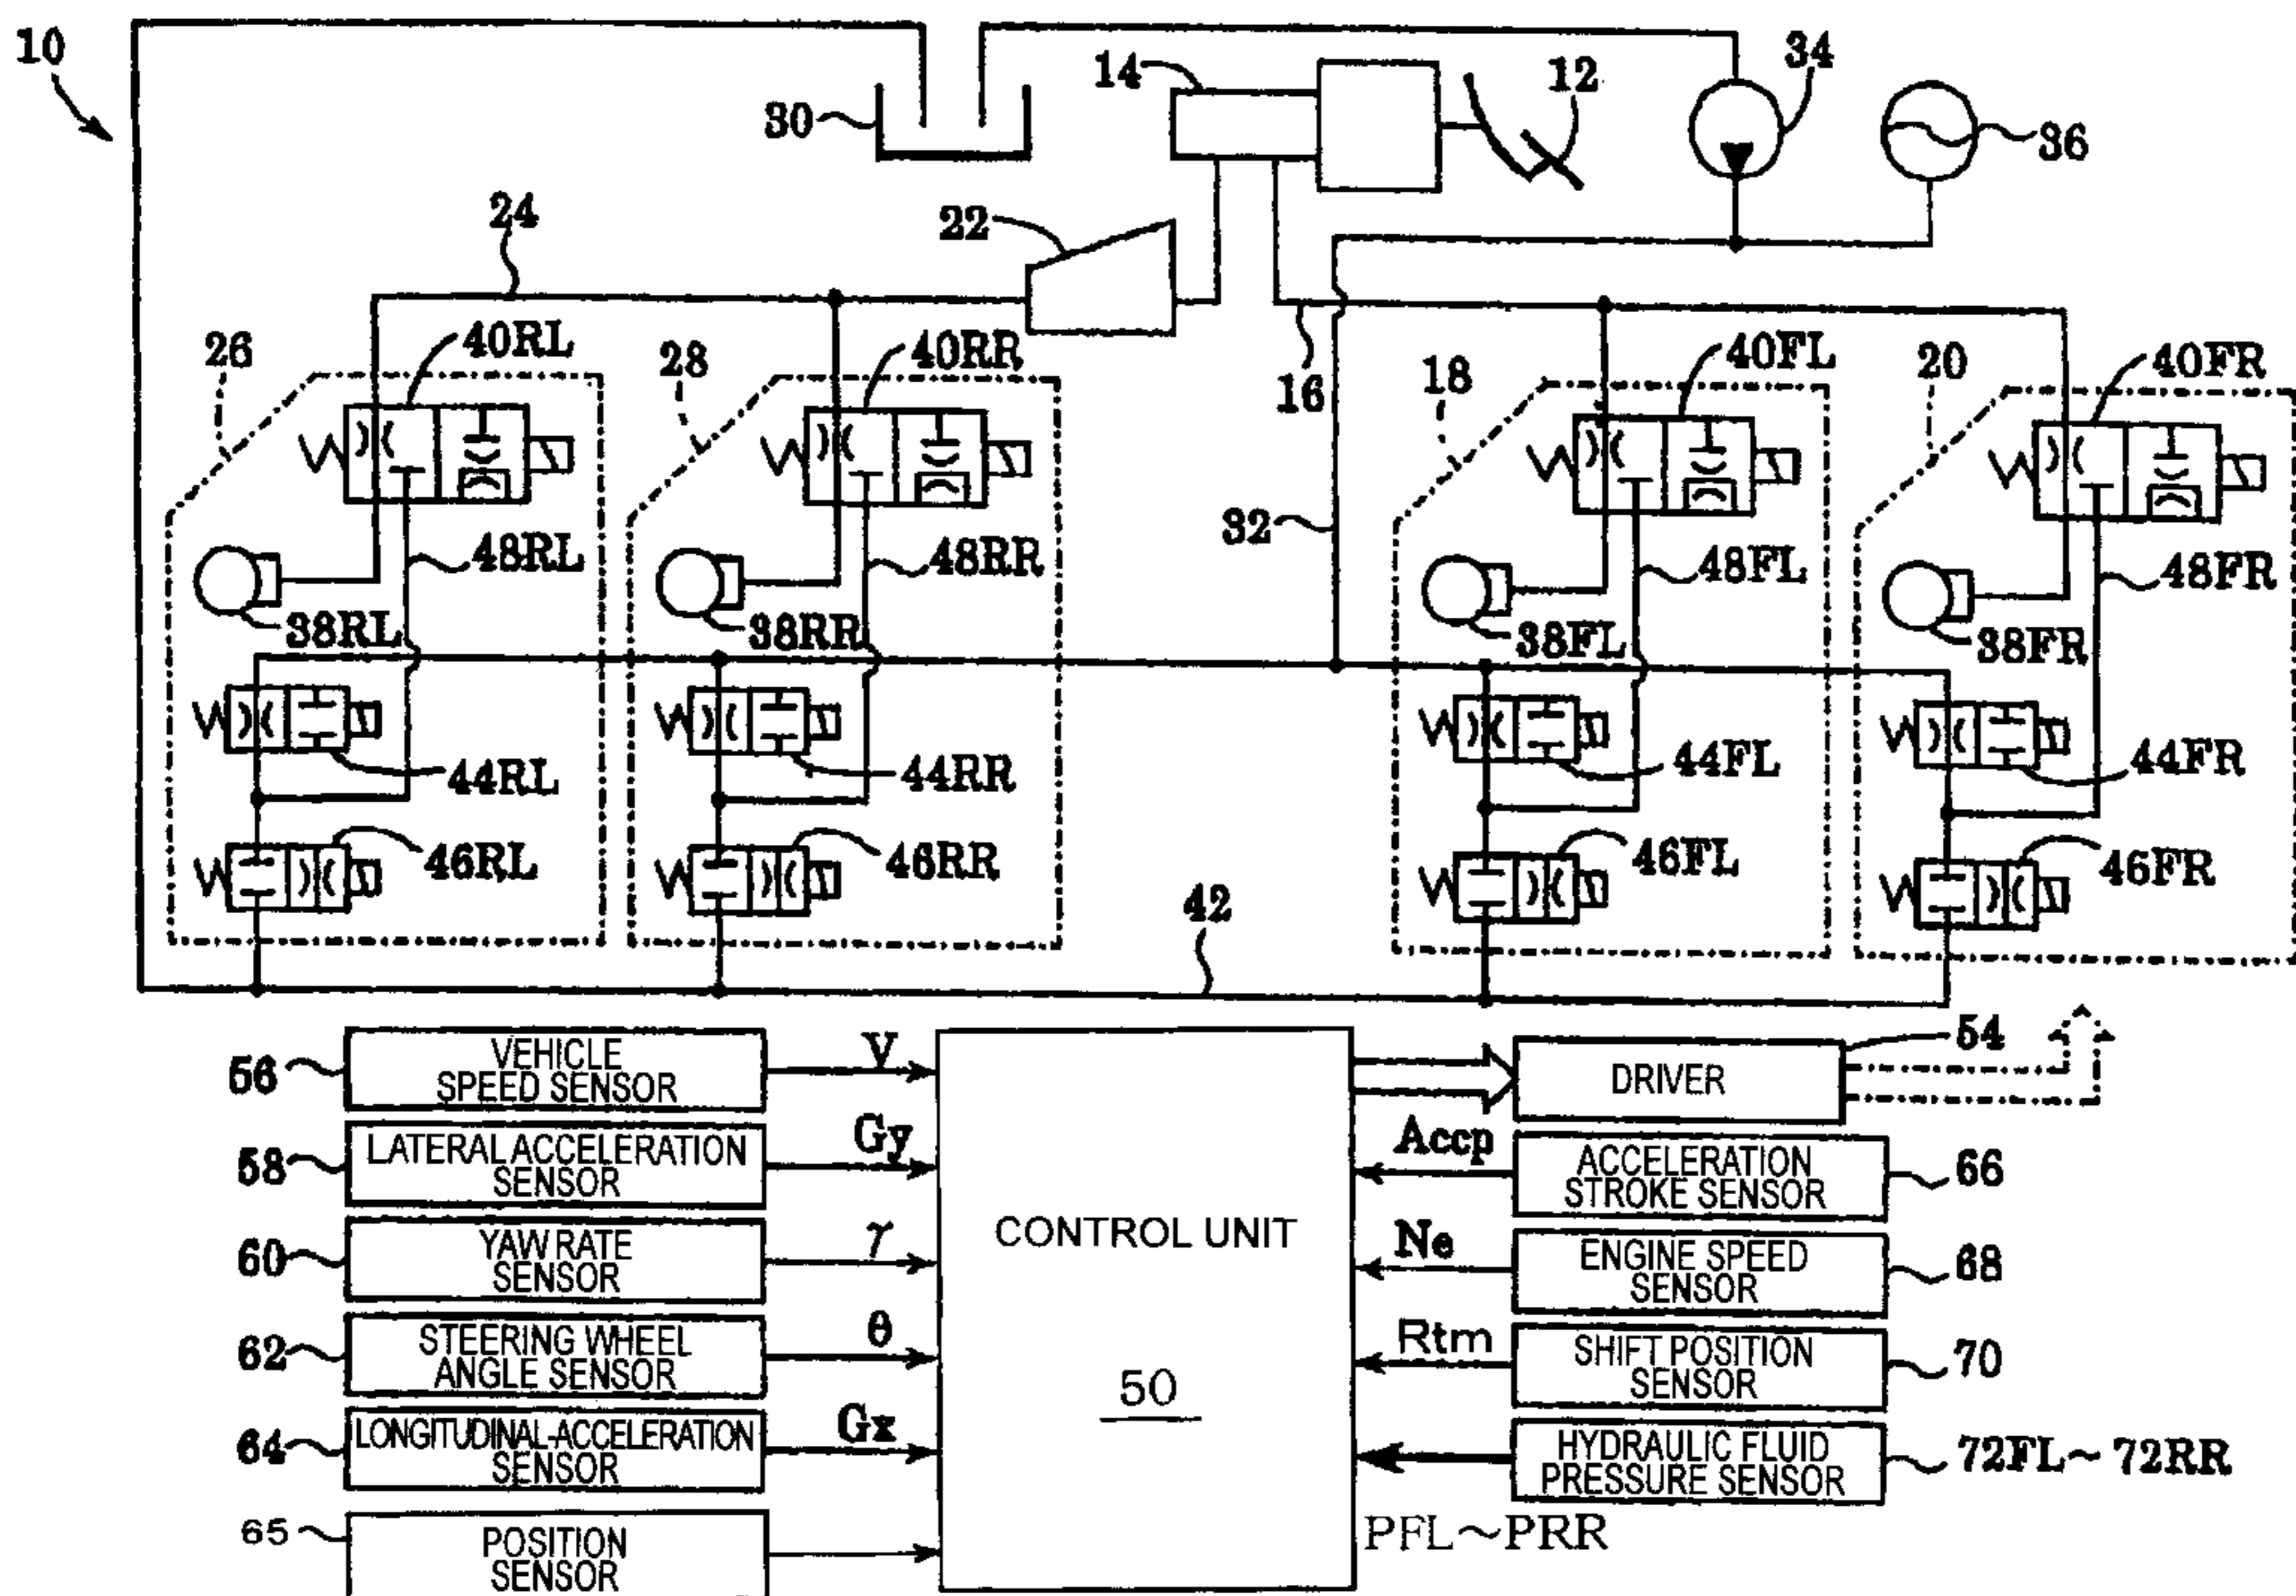 10
30
14
12
34
36
24
22
26
40RL
28
40RR
16
18
40FL
20
40FR
32
48RL
48RR
48FL
48FR
38RL
38RR
38FL
38FR
44RL
44RR
44FL
44FR
46RL
46RR
46FL
46FR
42
56
VEHICLE
SPEED SENSOR
V
58
LATERAL ACCELERATION
SENSOR
Gy
60
YAW RATE
SENSOR
γ
62
STEERING WHEEL
ANGLE SENSOR
θ
64
LONGITUDINAL-ACCELERATION
SENSOR
Gx
65
POSITION
SENSOR
CONTROL UNIT
50
DRIVER
54
Accp
ACCELERATION
STROKE SENSOR
66
Ne
ENGINE SPEED
SENSOR
68
Rtm
SHIFT POSITION
SENSOR
70
HYDRAULIC FLUID
PRESSURE SENSOR
72FL~72RR
PFL~PRR